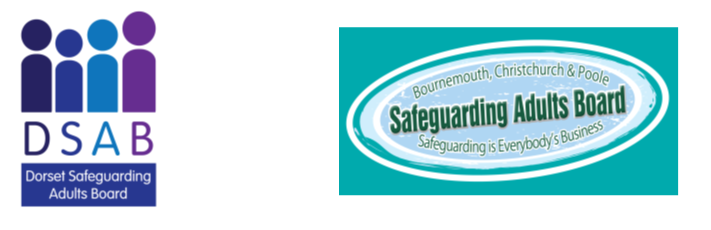 DSAB
Dorset Safeguarding
Adults Board
Bournemouth, Christchurch & Poole
Safeguarding Adults Board
Safeguarding is Everybody's Business